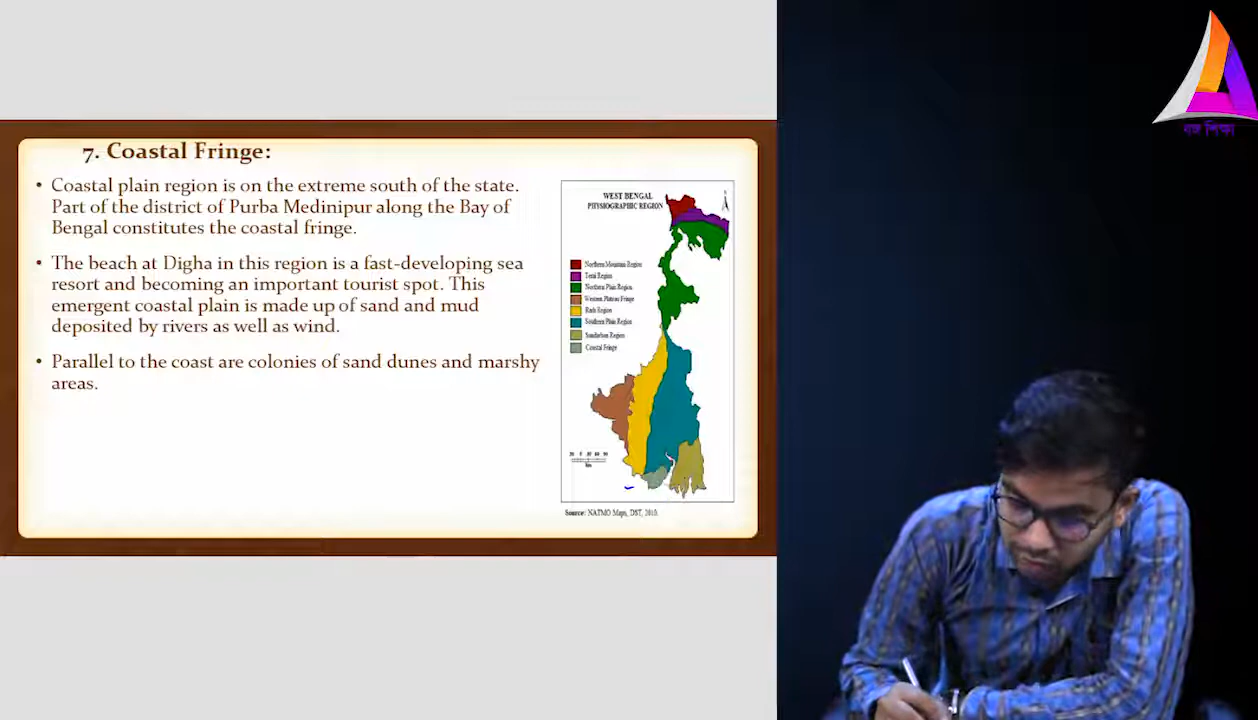 7. Coastal Fringe:
• Coastal plain region is on the extreme south of the state.
Part of the district of Purba Medinipur along the Bay of
Bengal constitutes the coastal fringe.
• The beach at Digha in this region is a fast-developing sea
resort and becoming an important tourist spot. This
emergent coastal plain is made up of sand and mud
deposited by rivers as well as wind.
• Parallel to the coast are colonies of sand dunes and marshy
areas.
WEST BENGAL
PHYSIOGRAPHIC REGION
Northern Mountain Region
Terai Region
Northern Plain Region
Western Plateau Fringe
Rarh Region
Southern Plain Region
Sundarban Region
Coastal Fringe
Source: NATMO Maps, DST, 2010.
বঙ্গ শিক্ষা